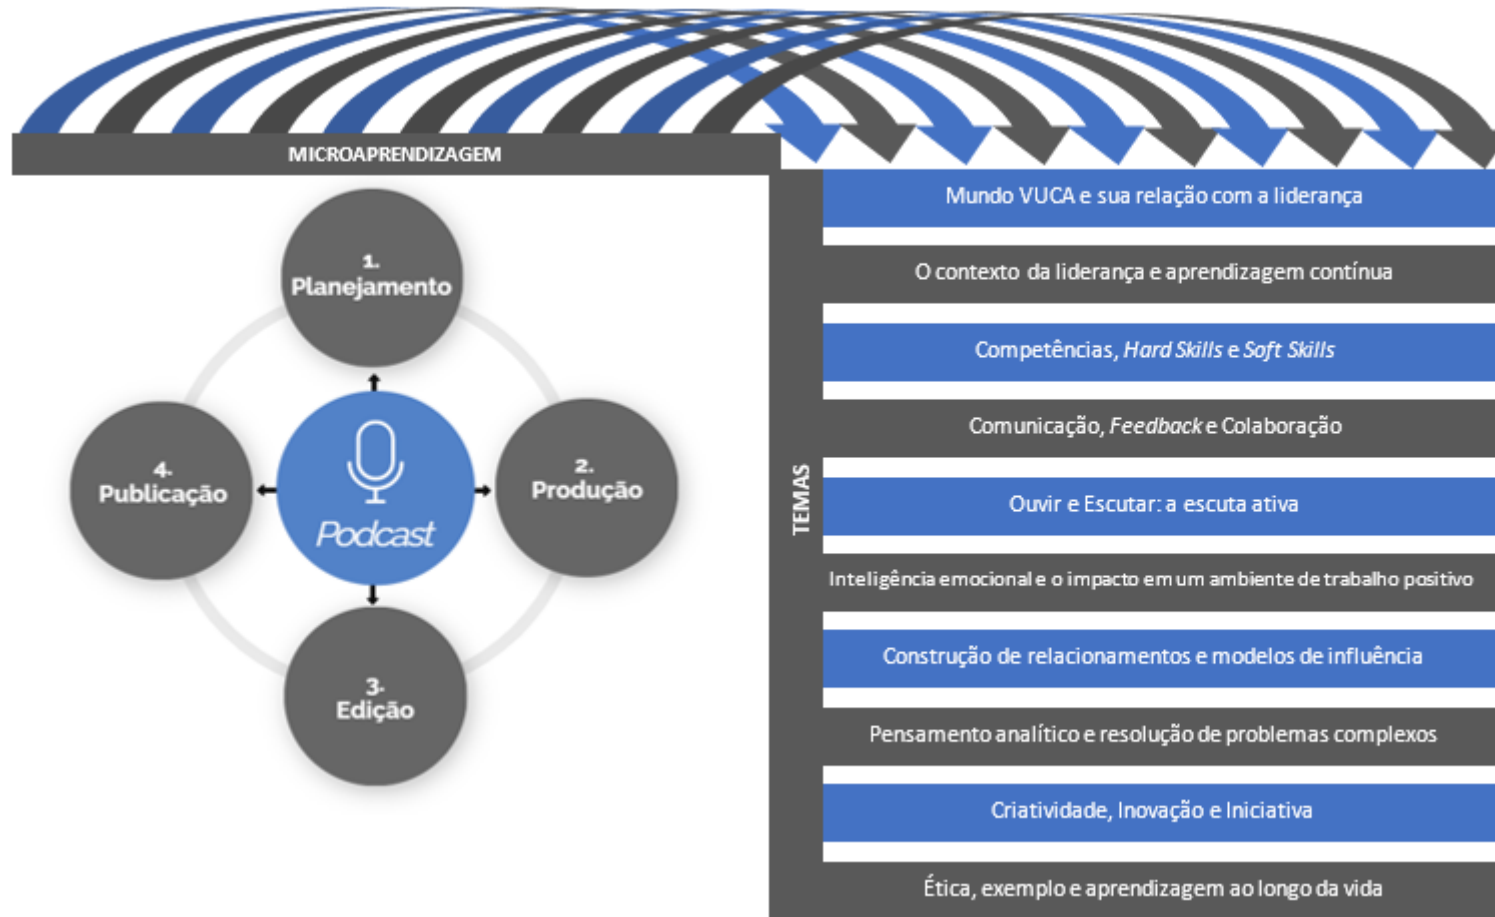 MICROAPRENDIZAGEM
1.
Planejamento
2.
Produção
3.
Edição
4.
Publicação
Podcast
TEMAS
Mundo VUCA e sua relação com a liderança
O contexto da liderança e aprendizagem contínua
Competências, Hard Skills e Soft Skills
Comunicação, Feedback e Colaboração
Ouvir e Escutar: a escuta ativa
Inteligência emocional e o impacto em um ambiente de trabalho positivo
Construção de relacionamentos e modelos de influência
Pensamento analítico e resolução de problemas complexos
Criatividade, Inovação e Iniciativa
Ética, exemplo e aprendizagem ao longo da vida